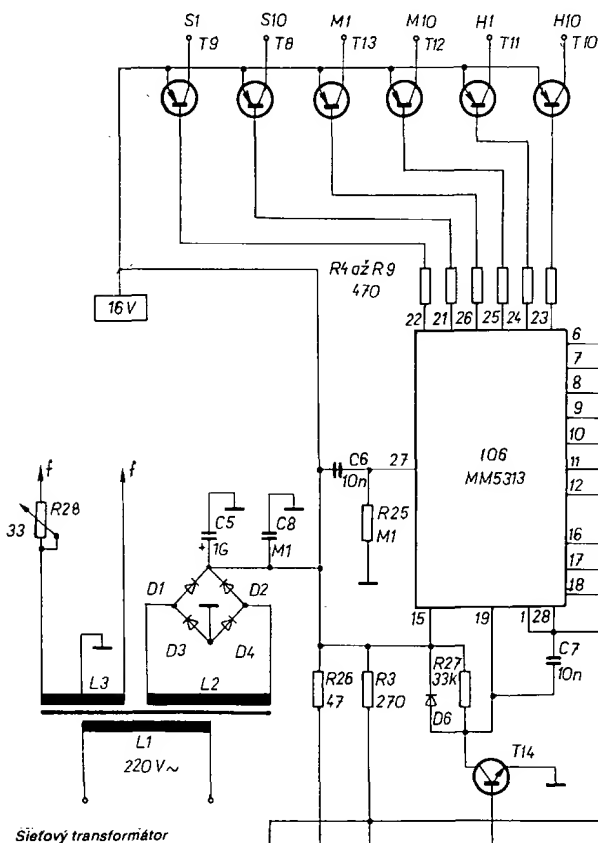 S1 S10 M1 M10 H1 H10
T9 T8 T13 T12 T11 T10
R4 až R9
470
16V
22 21 26 25 24 23
6
7
8
9
10
11
12
16
17
18
IO6
MM5313
C6
10n
27
R25
M1
f f
R28
33
C5
+ 1G
C8
M1
D1 D2
D3 D4
15 19 1 28
C7
10n
L3 L2
R26
47
R3
270
R27
33k
D6
L1
220 V~
T14
Sieťový transformátor